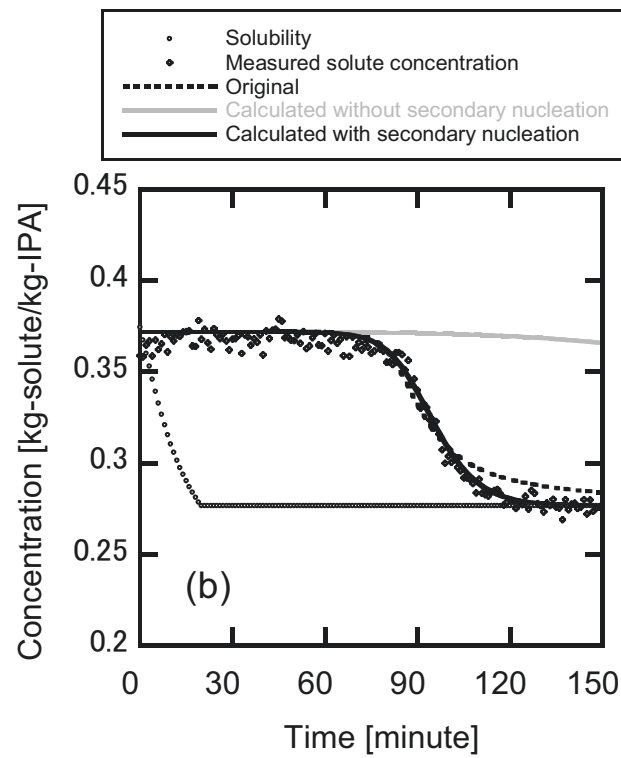 Solubility
Measured solute concentration
Original
Calculated without secondary nucleation
Calculated with secondary nucleation
Concentration [kg-solute/kg-IPA]
0.45
0.4
0.35
0.3
0.25
0.2
(b)
0 30 60 90 120 150
Time [minute]